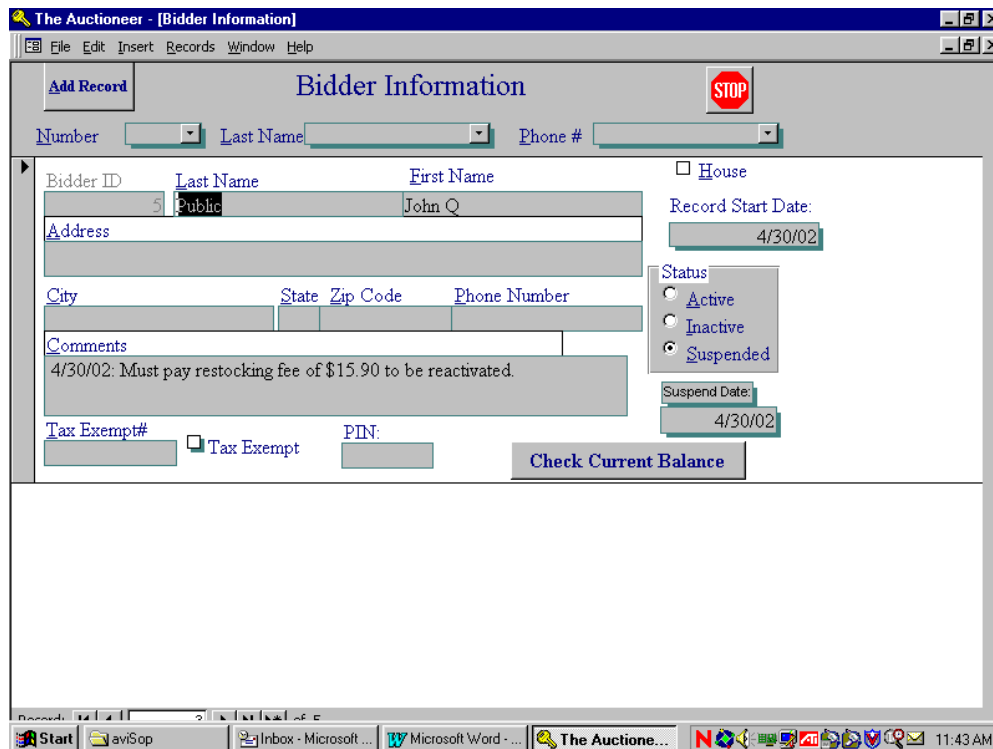 The Auctioneer - [Bidder Information]
File Edit Insert Records Window Help
Add Record
Bidder Information
STOP
Number Last Name Phone #
Bidder ID Last Name First Name
House
5 Public John Q
Record Start Date:
4/30/02
Address
Status
Active
Inactive
Suspended
City State Zip Code Phone Number
Comments
4/30/02: Must pay restocking fee of $15.90 to be reactivated.
Suspend Date:
4/30/02
Tax Exempt# Tax Exempt PIN:
Check Current Balance
Record: 3 of 5
Start aviSop Inbox - Microsoft ... Microsoft Word - ... The Auctione... 11:43 AM